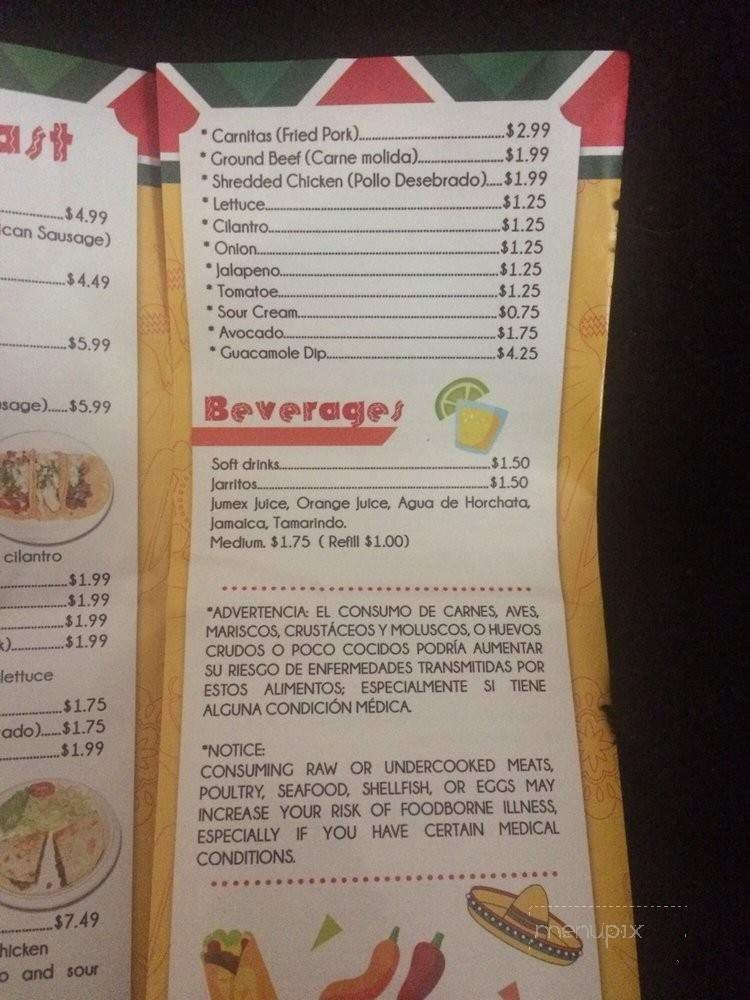 ast
$4.99
ican Sausage)
$4.49
$5.99
usage).....$5.99
cilantro
$1.99
$1.99
$1.99
k)....$1.99
lettuce
$1.75
ado).....$1.75
$1.99
$7.49
hicken
o and sour
* Carnitas (Fried Pork)....$2.99
* Ground Beef (Carne molida)....$1.99
* Shredded Chicken (Pollo Desebrado)....$1.99
* Lettuce....$1.25
* Cilantro....$1.25
* Onion....$1.25
* Jalapeno....$1.25
* Tomatoe....$1.25
* Sour Cream....$0.75
* Avocado....$1.75
* Guacamole Dip....$4.25
Beverages
Soft drinks....$1.50
Jarritos....$1.50
Jumex Juice, Orange Juice, Agua de Horchata,
Jamaica, Tamarindo.
Medium. $1.75 ( Refill $1.00)
*ADVERTENCIA: EL CONSUMO DE CARNES, AVES,
MARISCOS, CRUSTÁCEOS Y MOLUSCOS, O HUEVOS
CRUDOS O POCO COCIDOS PODRÍA AUMENTAR
SU RIESGO DE ENFERMEDADES TRANSMITIDAS POR
ESTOS ALIMENTOS; ESPECIALMENTE SI TIENE
ALGUNA CONDICIÓN MÉDICA.
*NOTICE:
CONSUMING RAW OR UNDERCOOKED MEATS,
POULTRY, SEAFOOD, SHELLFISH, OR EGGS MAY
INCREASE YOUR RISK OF FOODBORNE ILLNESS,
ESPECIALLY IF YOU HAVE CERTAIN MEDICAL
CONDITIONS.
menupix